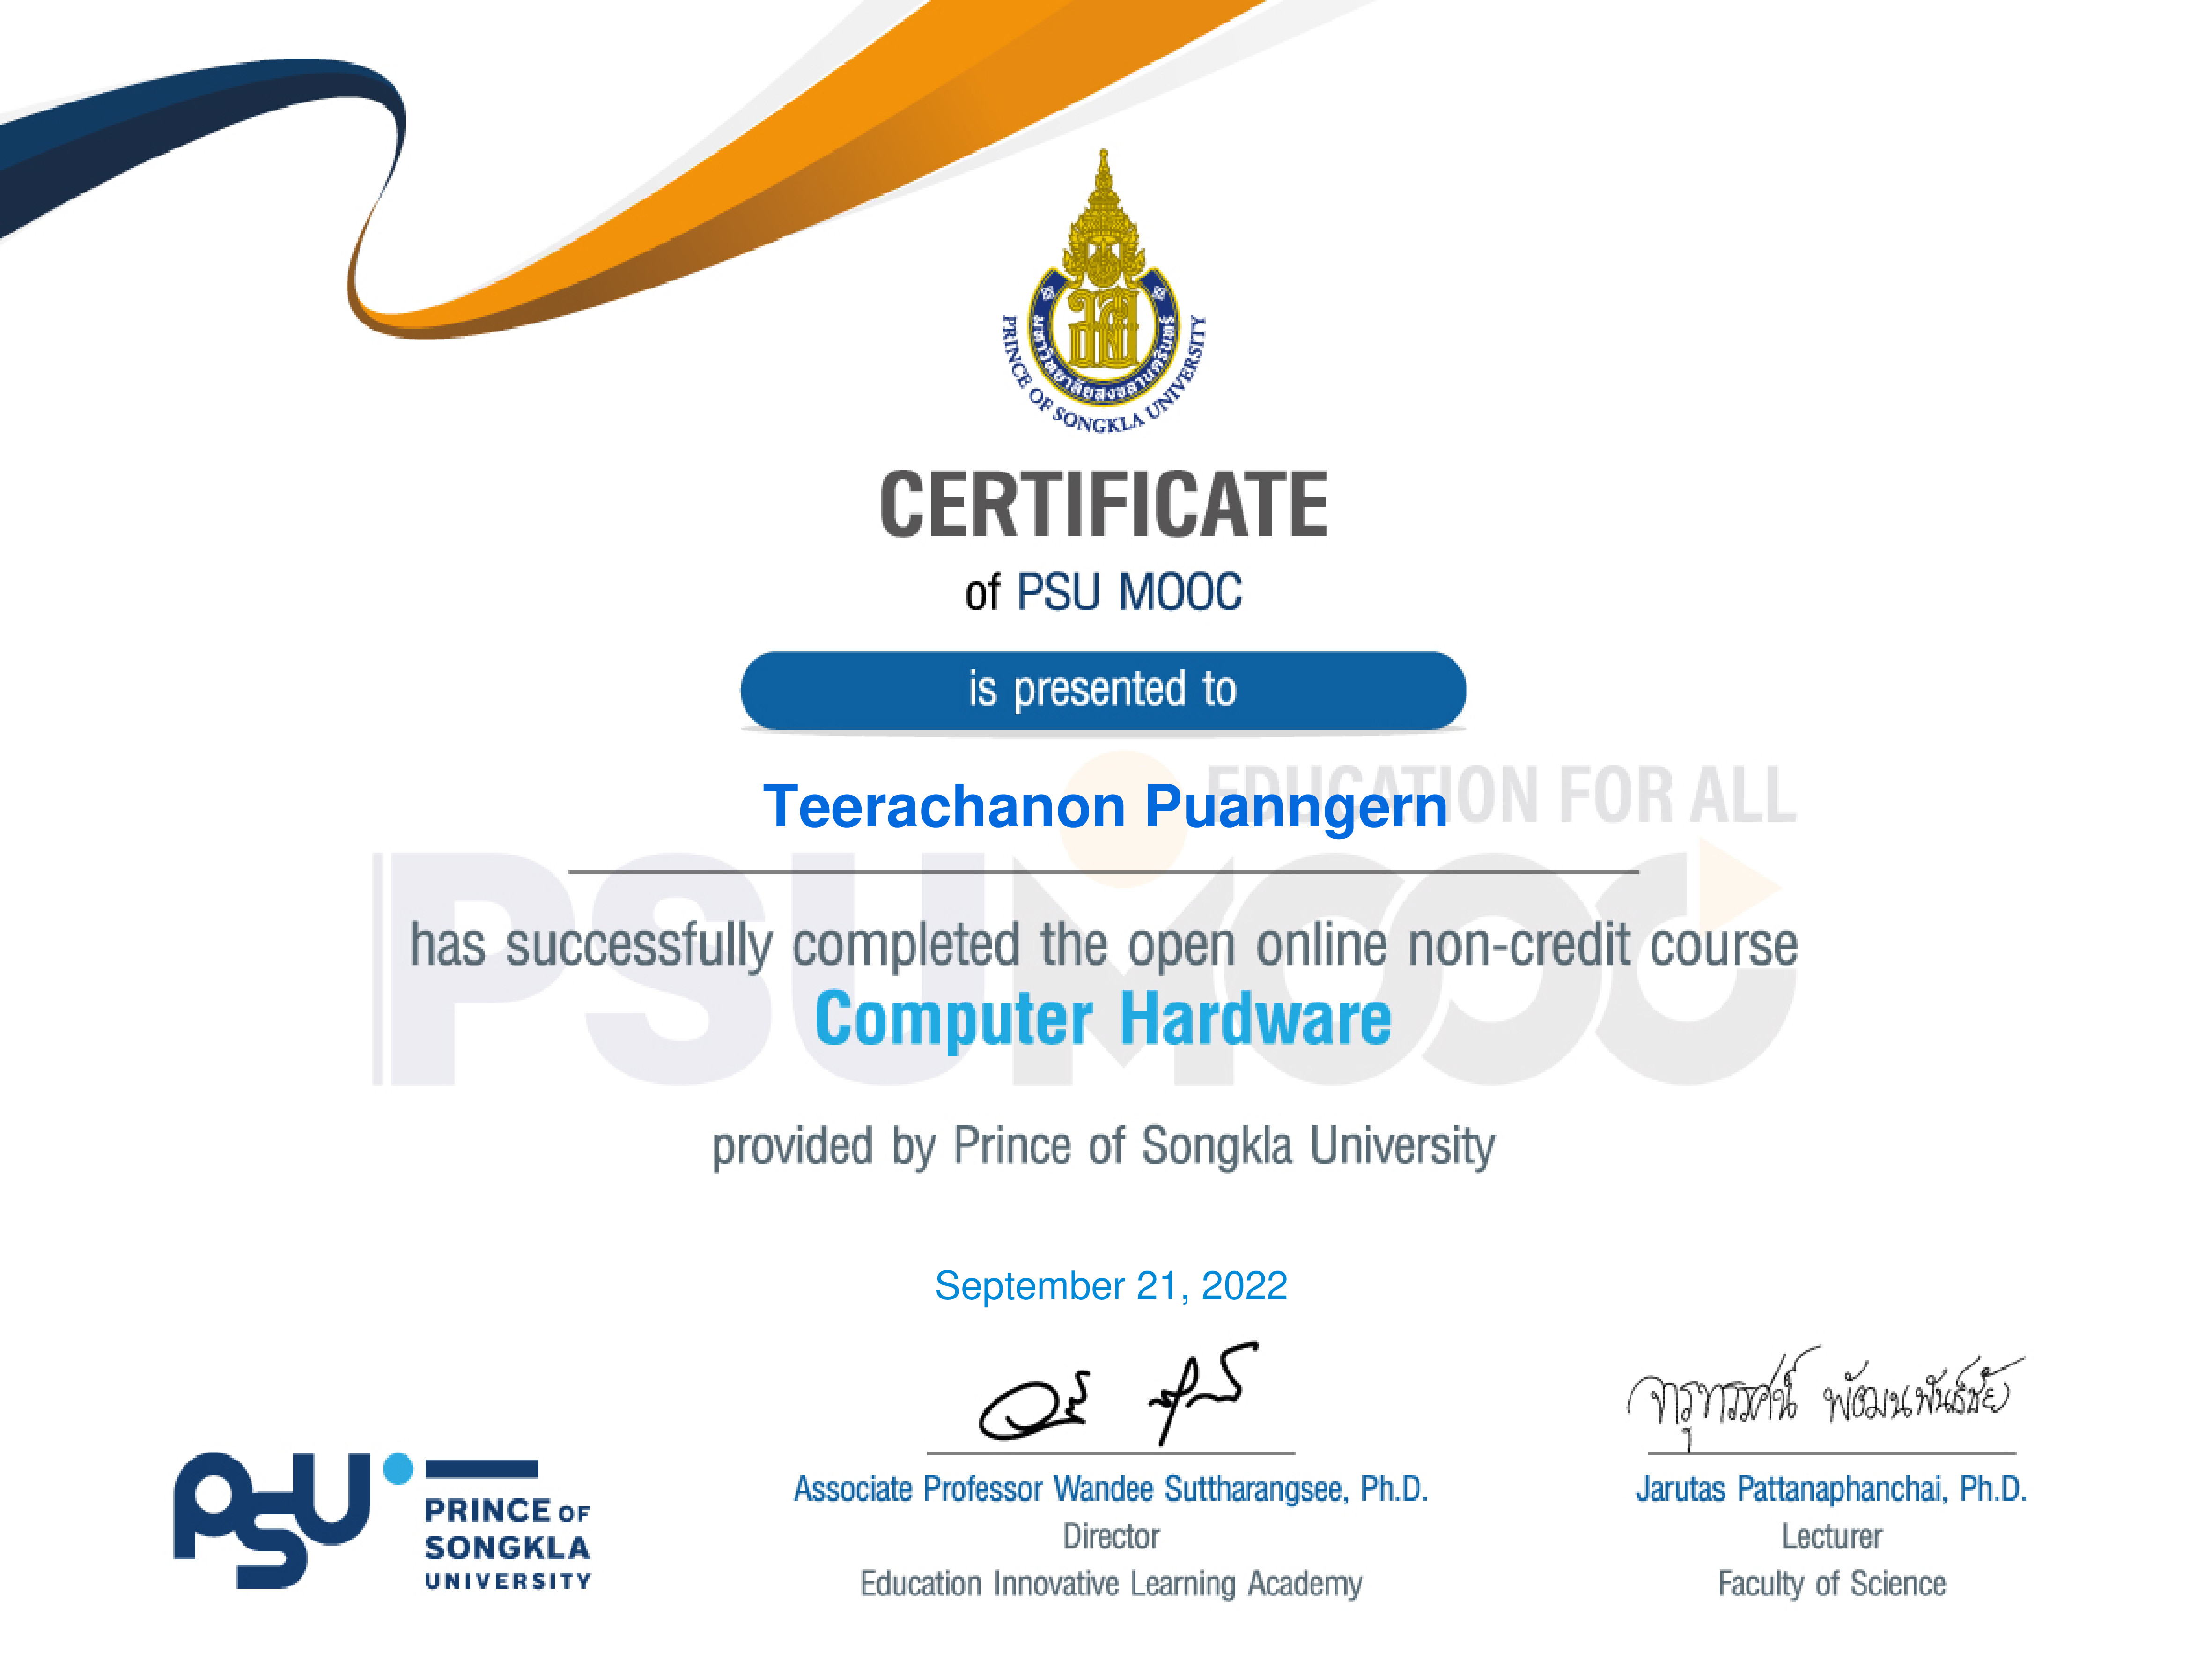 มหาวิทยาลัยสงขลานครินทร์
PRINCE OF SONGKLA UNIVERSITY
CERTIFICATE
of PSU MOOC
is presented to
EDUCATION FOR ALL
Teerachanon Puanngern
PSUMOOC
has successfully completed the open online non-credit course
Computer Hardware
provided by Prince of Songkla University
September 21, 2022
จารุทรรศน์ พัฒนพันธ์ชัย
PSU
PRINCE OF
SONGKLA
UNIVERSITY
Associate Professor Wandee Suttharangsee, Ph.D.
Director
Education Innovative Learning Academy
Jarutas Pattanaphanchai, Ph.D.
Lecturer
Faculty of Science